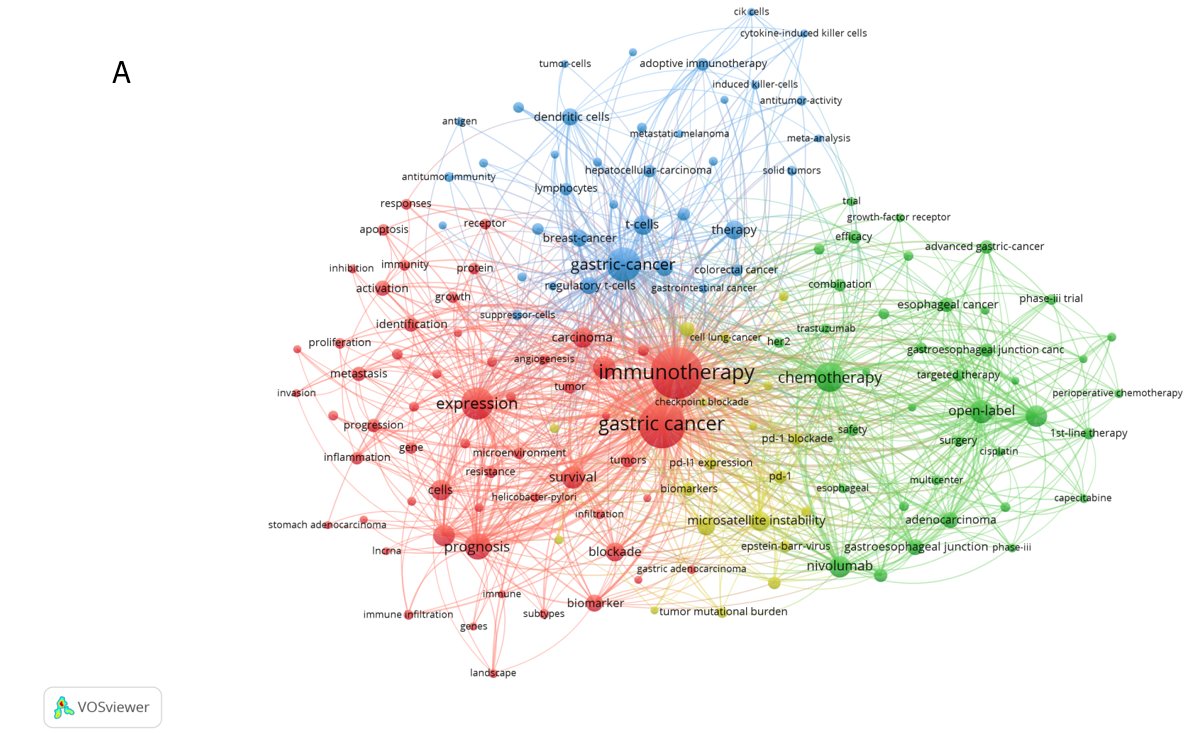 A
cik cells
cytokine-induced killer cells
tumor-cells
adoptive immunotherapy
induced killer-cells
antitumor-activity
dendritic cells
antigen
metastatic melanoma
meta-analysis
hepatocellular-carcinoma
solid tumors
antitumor immunity
lymphocytes
responses
trial
growth-factor receptor
receptor
t-cells
apoptosis
therapy
breast-cancer
efficacy
advanced gastric-cancer
gastric-cancer
immunity
inhibition
protein
colorectal cancer
activation
regulatory t-cells
gastrointestinal cancer
combination
growth
phase-iii trial
esophageal cancer
suppressor-cells
identification
trastuzumab
carcinoma
cell lung-cancer
her2
proliferation
gastroesophageal junction canc
angiogenesis
metastasis
immunotherapy
chemotherapy
targeted therapy
tumor
invasion
perioperative chemotherapy
expression
checkpoint blockade
open-label
progression
gastric cancer
1st-line therapy
safety
pd-1 blockade
surgery
gene
microenvironment
cisplatin
inflammation
tumors
pd-l1 expression
resistance
survival
pd-1
multicenter
cells
biomarkers
esophageal
helicobacter-pylori
capecitabine
infiltration
stomach adenocarcinoma
microsatellite instability
adenocarcinoma
lncrna
prognosis
blockade
epstein-barr-virus
gastroesophageal junction
phase-iii
gastric adenocarcinoma
nivolumab
immune
biomarker
immune infiltration
subtypes
tumor mutational burden
genes
landscape
VOSviewer